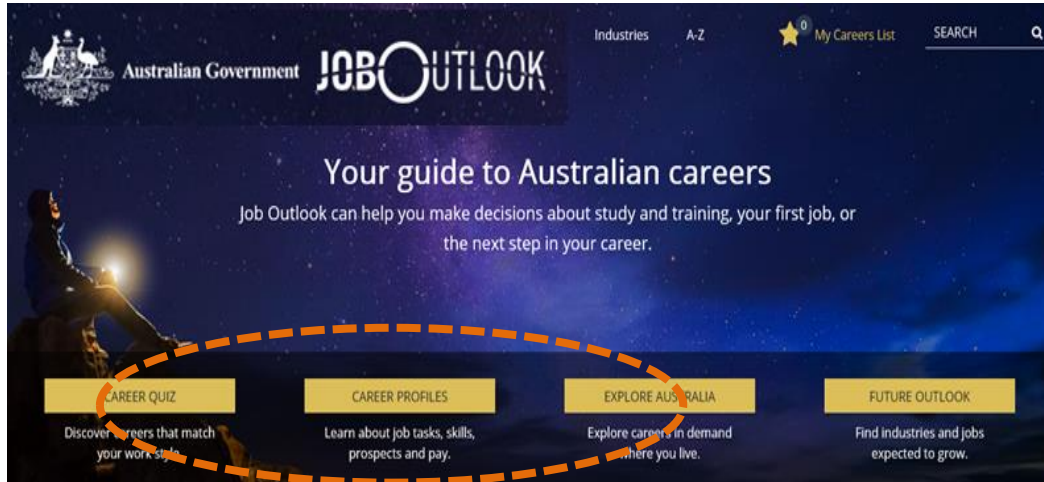 Industries A-Z 0 My Careers List SEARCH
Australian Government JOBOUTLOOK
Your guide to Australian careers
Job Outlook can help you make decisions about study and training, your first job, or
the next step in your career.
CAREER QUIZ
Discover careers that match
your work style.
CAREER PROFILES
Learn about job tasks, skills,
prospects and pay.
EXPLORE AUSTRALIA
Explore careers in demand
where you live.
FUTURE OUTLOOK
Find industries and jobs
expected to grow.